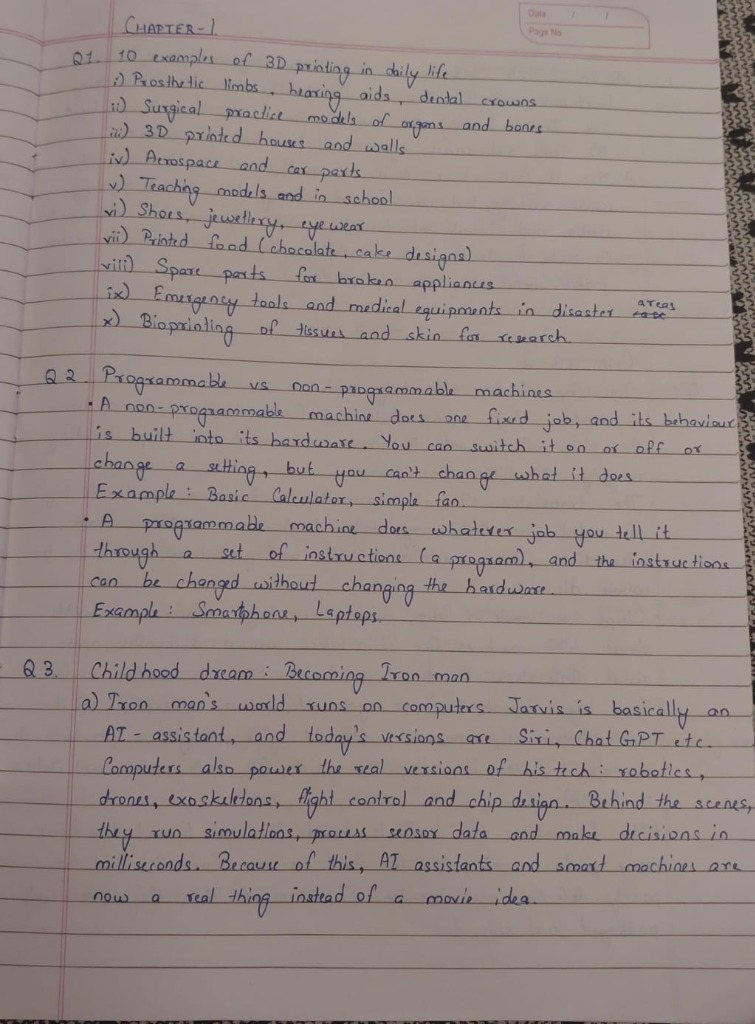 Date / /
Page No
CHAPTER-1.
Q1. 10 examples of 3D printing in daily life
i) Prosthetic limbs, hearing aids, dental crowns
ii) Surgical practice models of organs and bones
iii) 3D printed houses and walls
iv) Aerospace and car parts
v) Teaching models and in school
vi) Shoes, jewellery, eye wear
vii) Printed food (chocolate, cake designs)
viii) Spare parts for broken appliances
ix) Emergency tools and medical equipments in disaster areas
x) Bioprinting of tissues and skin for research.
Q2. Programmable vs non-programmable machines
• A non-programmable machine does one fixed job, and its behaviour
is built into its hardware. You can switch it on or off or
change a setting, but you can't change what it does
Example: Basic Calculator, simple fan.
• A programmable machine does whatever job you tell it
through a set of instructions (a program), and the instructions
can be changed without changing the hardware.
Example: Smartphone, Laptops.
Q3. Childhood dream: Becoming Iron man
a) Iron man's world runs on computers. Jarvis is basically an
AI-assistant, and today's versions are Siri, Chat GPT etc.
Computers also power the real versions of his tech: robotics,
drones, exoskeletons, flight control and chip design. Behind the scenes,
they run simulations, process sensor data and make decisions in
milliseconds. Because of this, AI assistants and smart machines are
now a real thing instead of a movie idea.